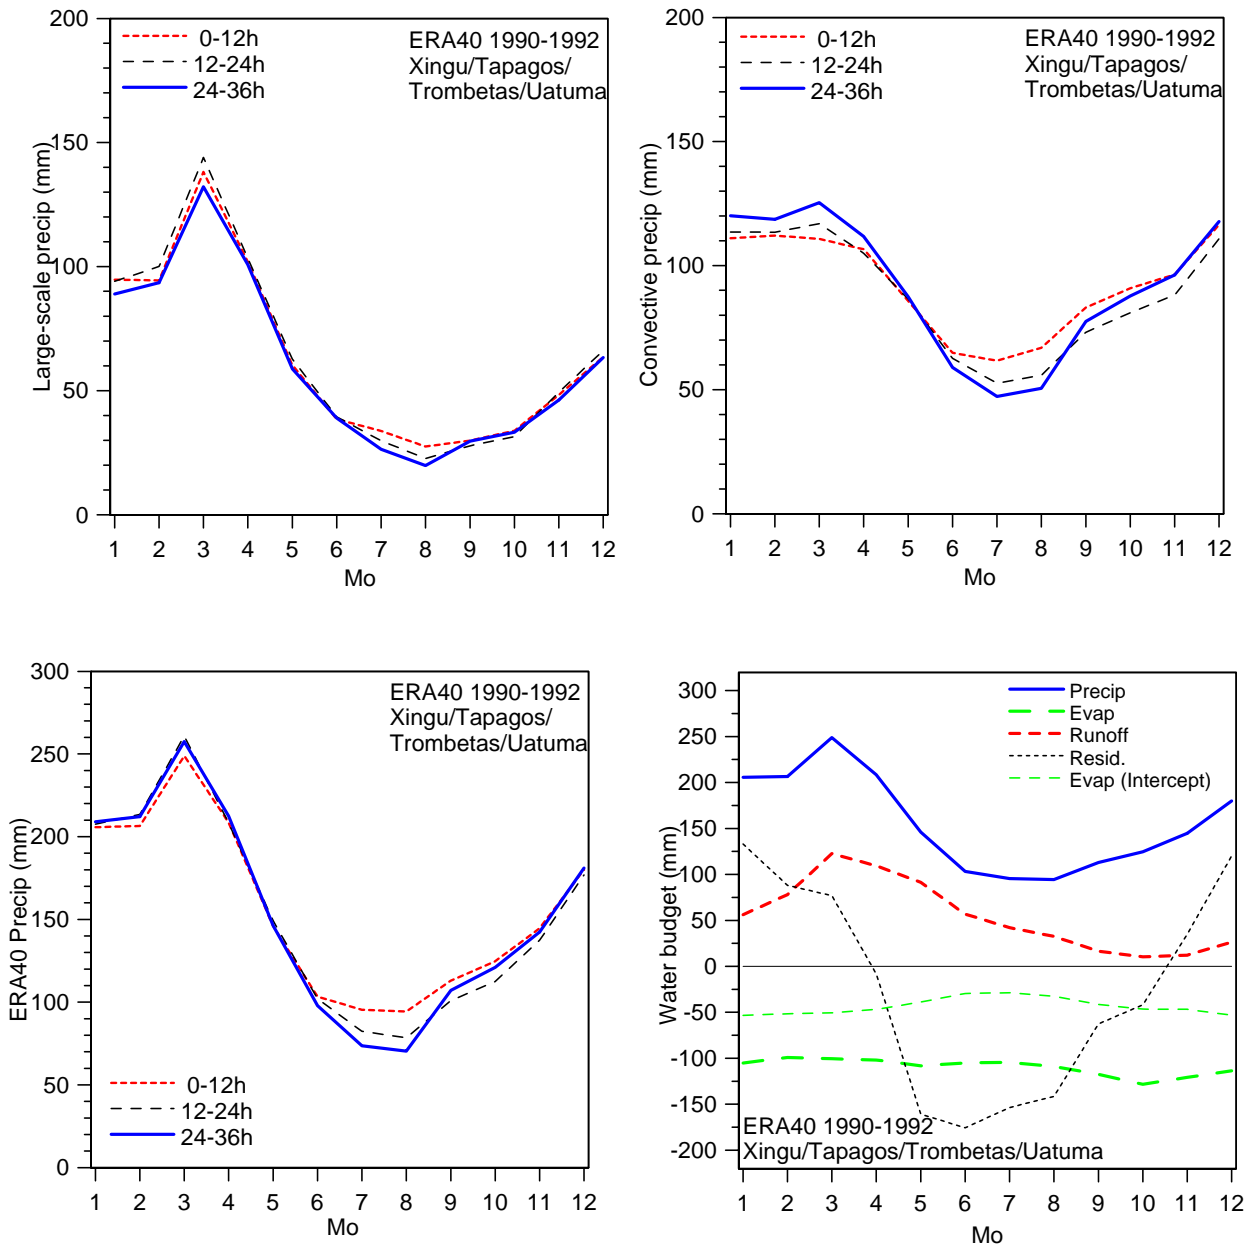 200
150
100
50
0
Large-scale precip (mm)
0-12h
12-24h
24-36h
ERA40 1990-1992
Xingu/Tapagos/
Trombetas/Uatuma
1 2 3 4 5 6 7 8 9 10 11 12
Mo
200
150
100
50
0
Convective precip (mm)
0-12h
12-24h
24-36h
ERA40 1990-1992
Xingu/Tapagos/
Trombetas/Uatuma
1 2 3 4 5 6 7 8 9 10 11 12
Mo
300
250
200
150
100
50
0
ERA40 Precip (mm)
ERA40 1990-1992
Xingu/Tapagos/
Trombetas/Uatuma
0-12h
12-24h
24-36h
1 2 3 4 5 6 7 8 9 10 11 12
Mo
300
250
200
150
100
50
0
-50
-100
-150
-200
Water budget (mm)
Precip
Evap
Runoff
Resid.
Evap (Intercept)
ERA40 1990-1992
Xingu/Tapagos/Trombetas/Uatuma
1 2 3 4 5 6 7 8 9 10 11 12
Mo